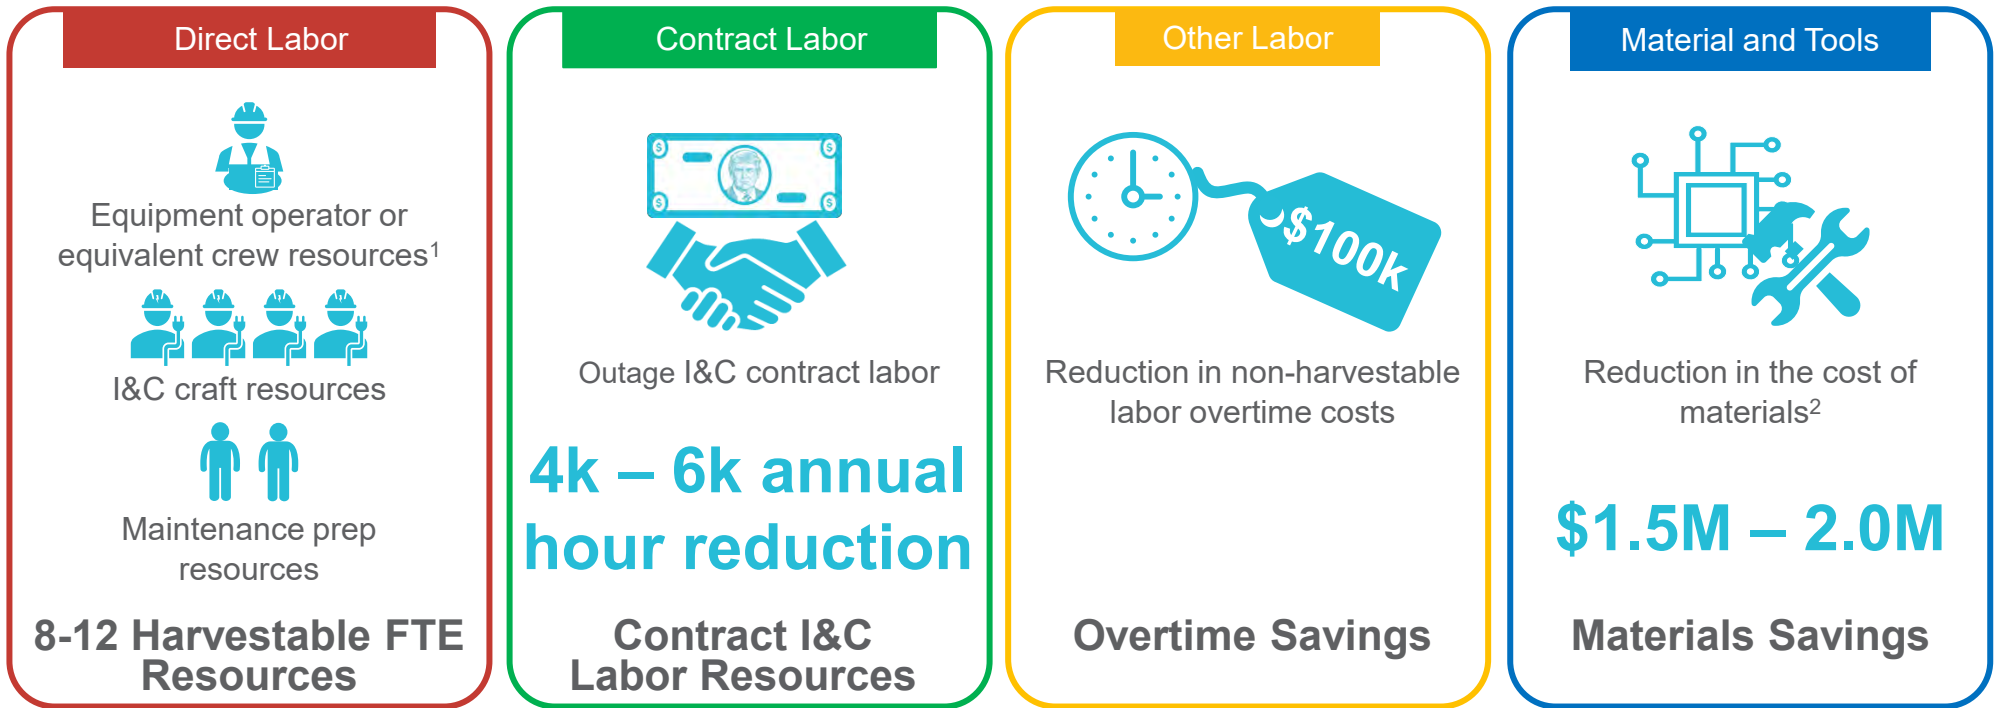 Direct Labor
Equipment operator or
equivalent crew resources1
I&C craft resources
Maintenance prep
resources
8-12 Harvestable FTE
Resources
Contract Labor
$ $
$ $
Outage I&C contract labor
4k – 6k annual
hour reduction
Contract I&C
Labor Resources
Other Labor
$100k
Reduction in non-harvestable
labor overtime costs
Overtime Savings
Material and Tools
Reduction in the cost of
materials2
$1.5M – 2.0M
Materials Savings